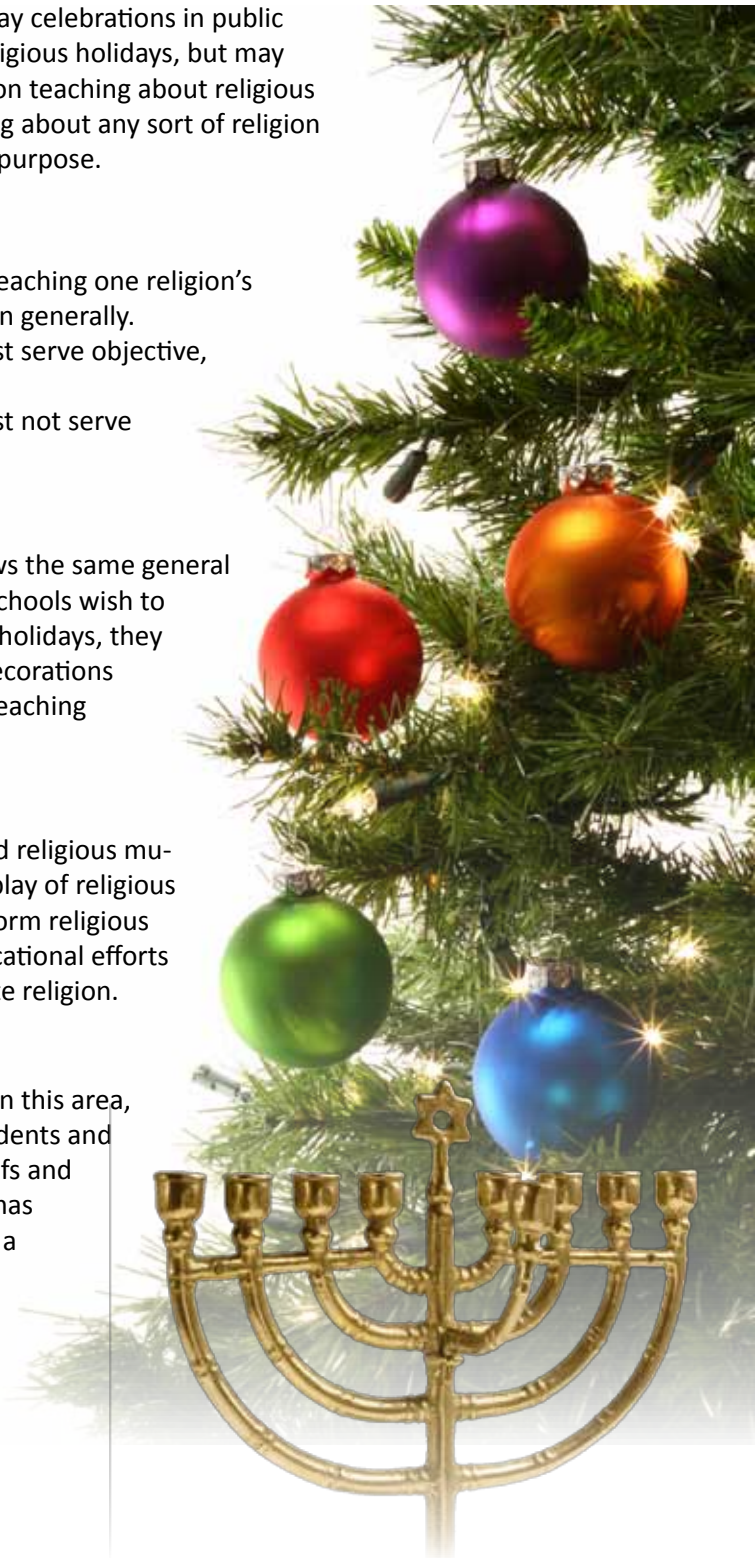 ay celebrations in public
igious holidays, but may
on teaching about religious
g about any sort of religion
purpose.
eaching one religion's
n generally.
st serve objective,
st not serve
ws the same general
chools wish to
holidays, they
ecorations
eaching
d religious mu-
play of religious
orm religious
cational efforts
te religion.
n this area,
dents and
fs and
has
a